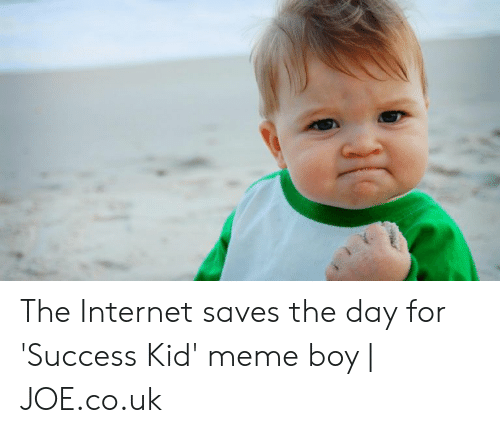 The Internet saves the day for
'Success Kid' meme boy |
JOE.co.uk